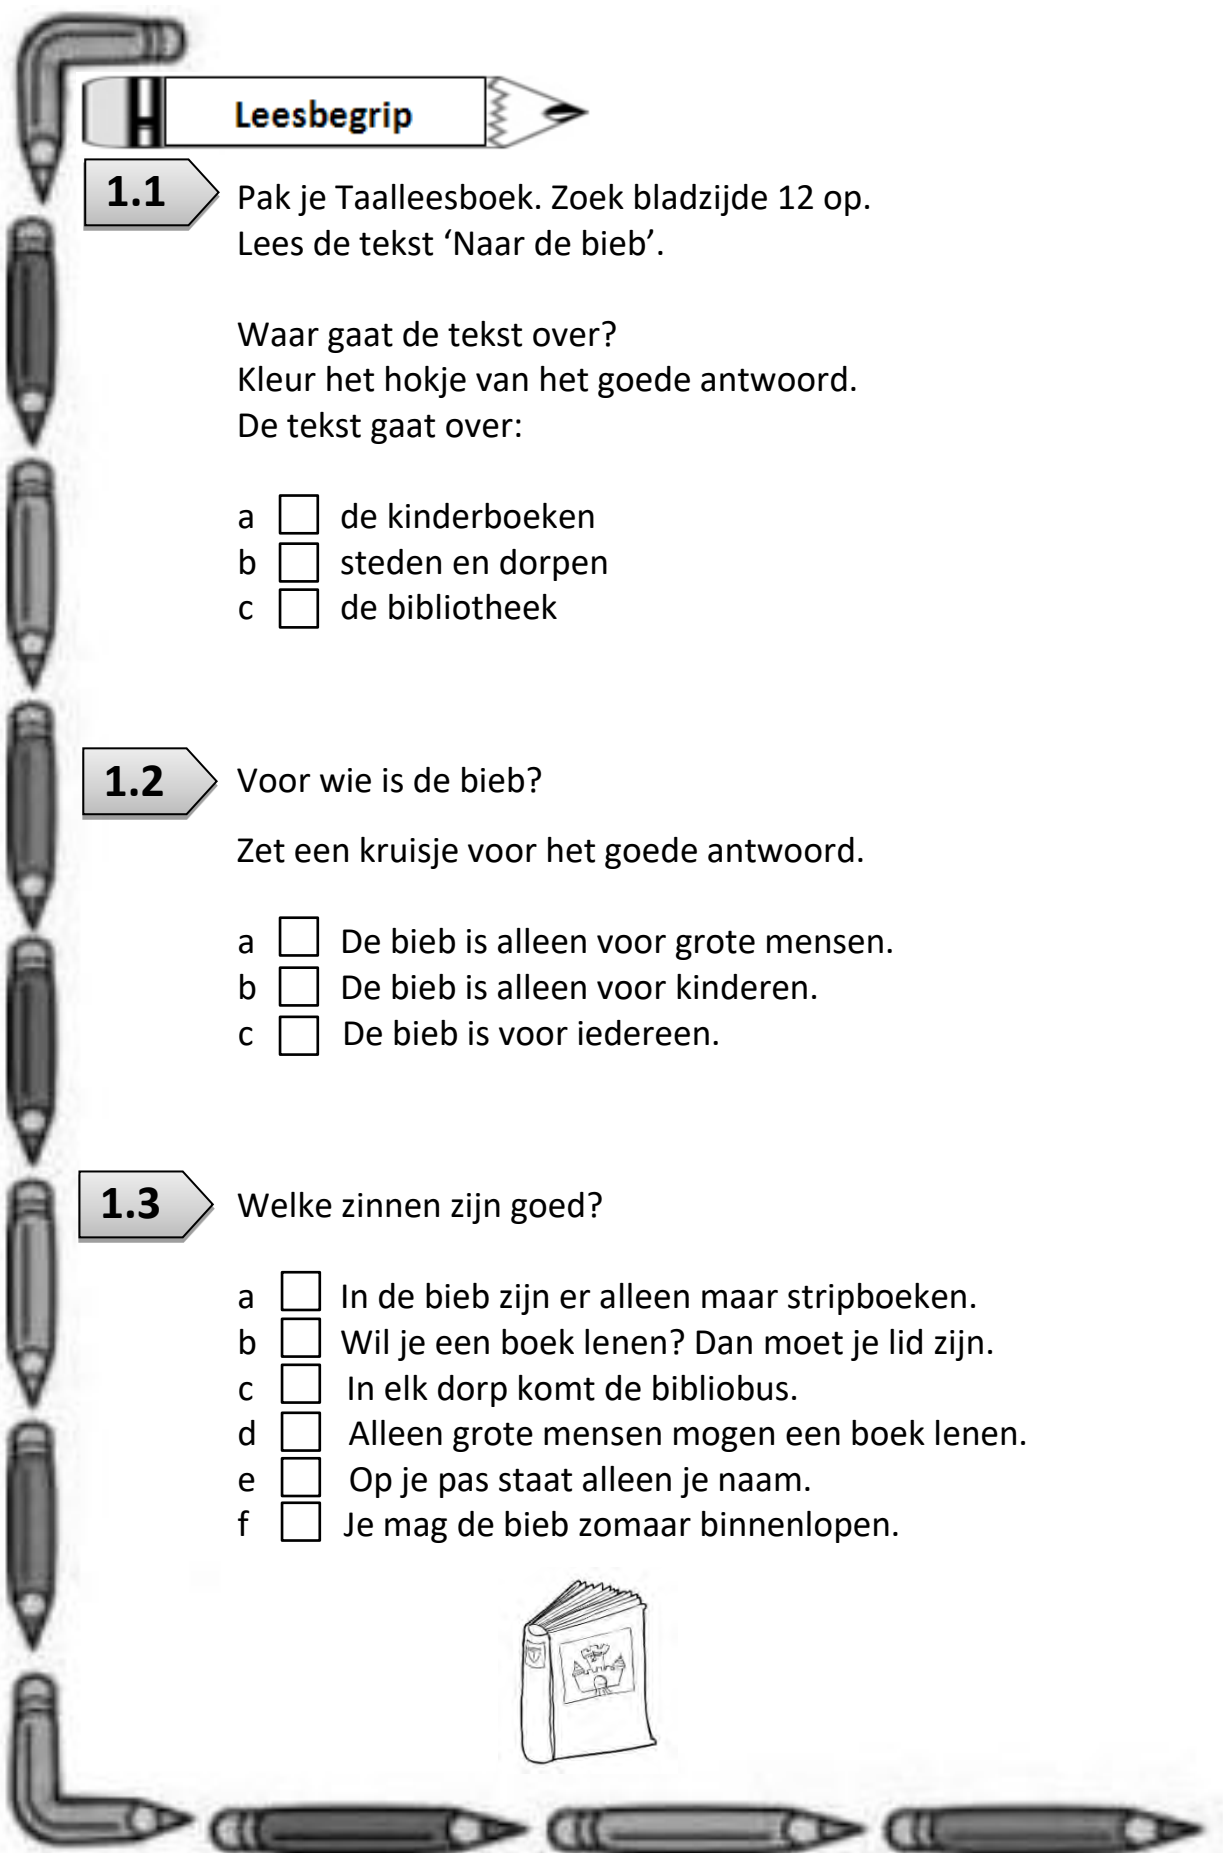 Leesbegrip
1.1
Pak je Taalleesboek. Zoek bladzijde 12 op.
Lees de tekst ‘Naar de bieb’.
Waar gaat de tekst over?
Kleur het hokje van het goede antwoord.
De tekst gaat over:
a de kinderboeken
b steden en dorpen
c de bibliotheek
1.2
Voor wie is de bieb?
Zet een kruisje voor het goede antwoord.
a De bieb is alleen voor grote mensen.
b De bieb is alleen voor kinderen.
c De bieb is voor iedereen.
1.3
Welke zinnen zijn goed?
a In de bieb zijn er alleen maar stripboeken.
b Wil je een boek lenen? Dan moet je lid zijn.
c In elk dorp komt de bibliobus.
d Alleen grote mensen mogen een boek lenen.
e Op je pas staat alleen je naam.
f Je mag de bieb zomaar binnenlopen.